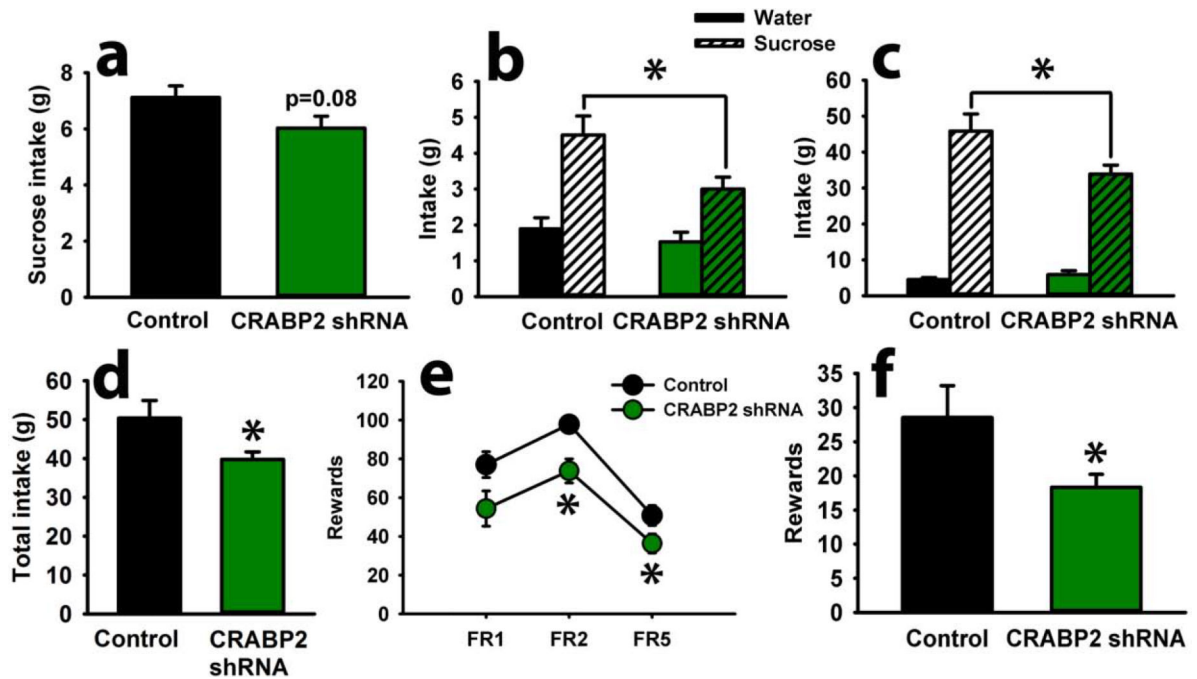 Water
Sucrose
a
Sucrose intake (g)
8
6
4
2
0
p=0.08
Control CRABP2 shRNA
b
Intake (g)
6
5
4
3
2
1
0
*
Control CRABP2 shRNA
c
Intake (g)
60
50
40
30
20
10
0
*
Control CRABP2 shRNA
d
Total intake (g)
60
50
40
30
20
10
0
*
Control CRABP2
shRNA
e
Rewards
120
100
80
60
40
20
0
Control
CRABP2 shRNA
*
*
FR1 FR2 FR5
f
Rewards
35
30
25
20
15
10
5
0
*
Control CRABP2 shRNA